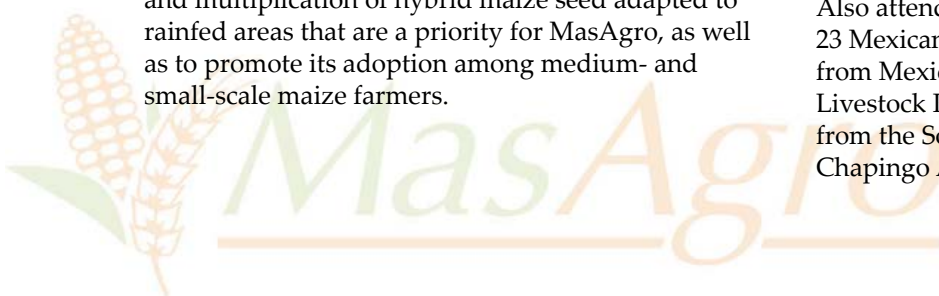 and multiplication of hybrid maize seed adapted to
rainfed areas that are a priority for MasAgro, as well
as to promote its adoption among medium- and
small-scale maize farmers.
Also attend
23 Mexican
from Mexi
Livestock
from the
Chapingo
MasAgro